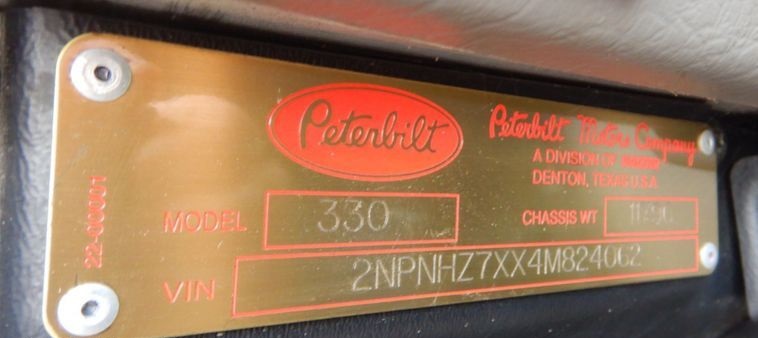 Peterbilt
Peterbilt Motors Company
A DIVISION OF
DENTON, TEXAS U.S.A.
MODEL 330 CHASSIS WT
VIN 2NPNHZ7XX4M824062
22-00001